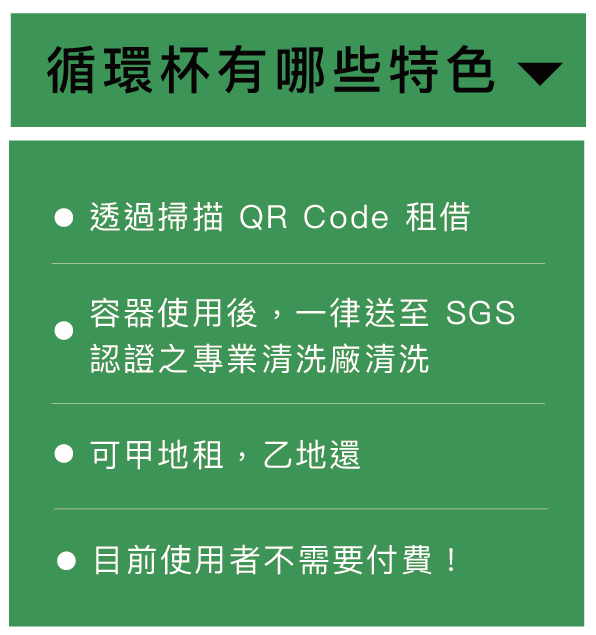 循環杯有哪些特色
透過掃描 QR Code 租借
容器使用後，一律送至 SGS
認證之專業清洗廠清洗
可甲地租，乙地還
目前使用者不需要付費！